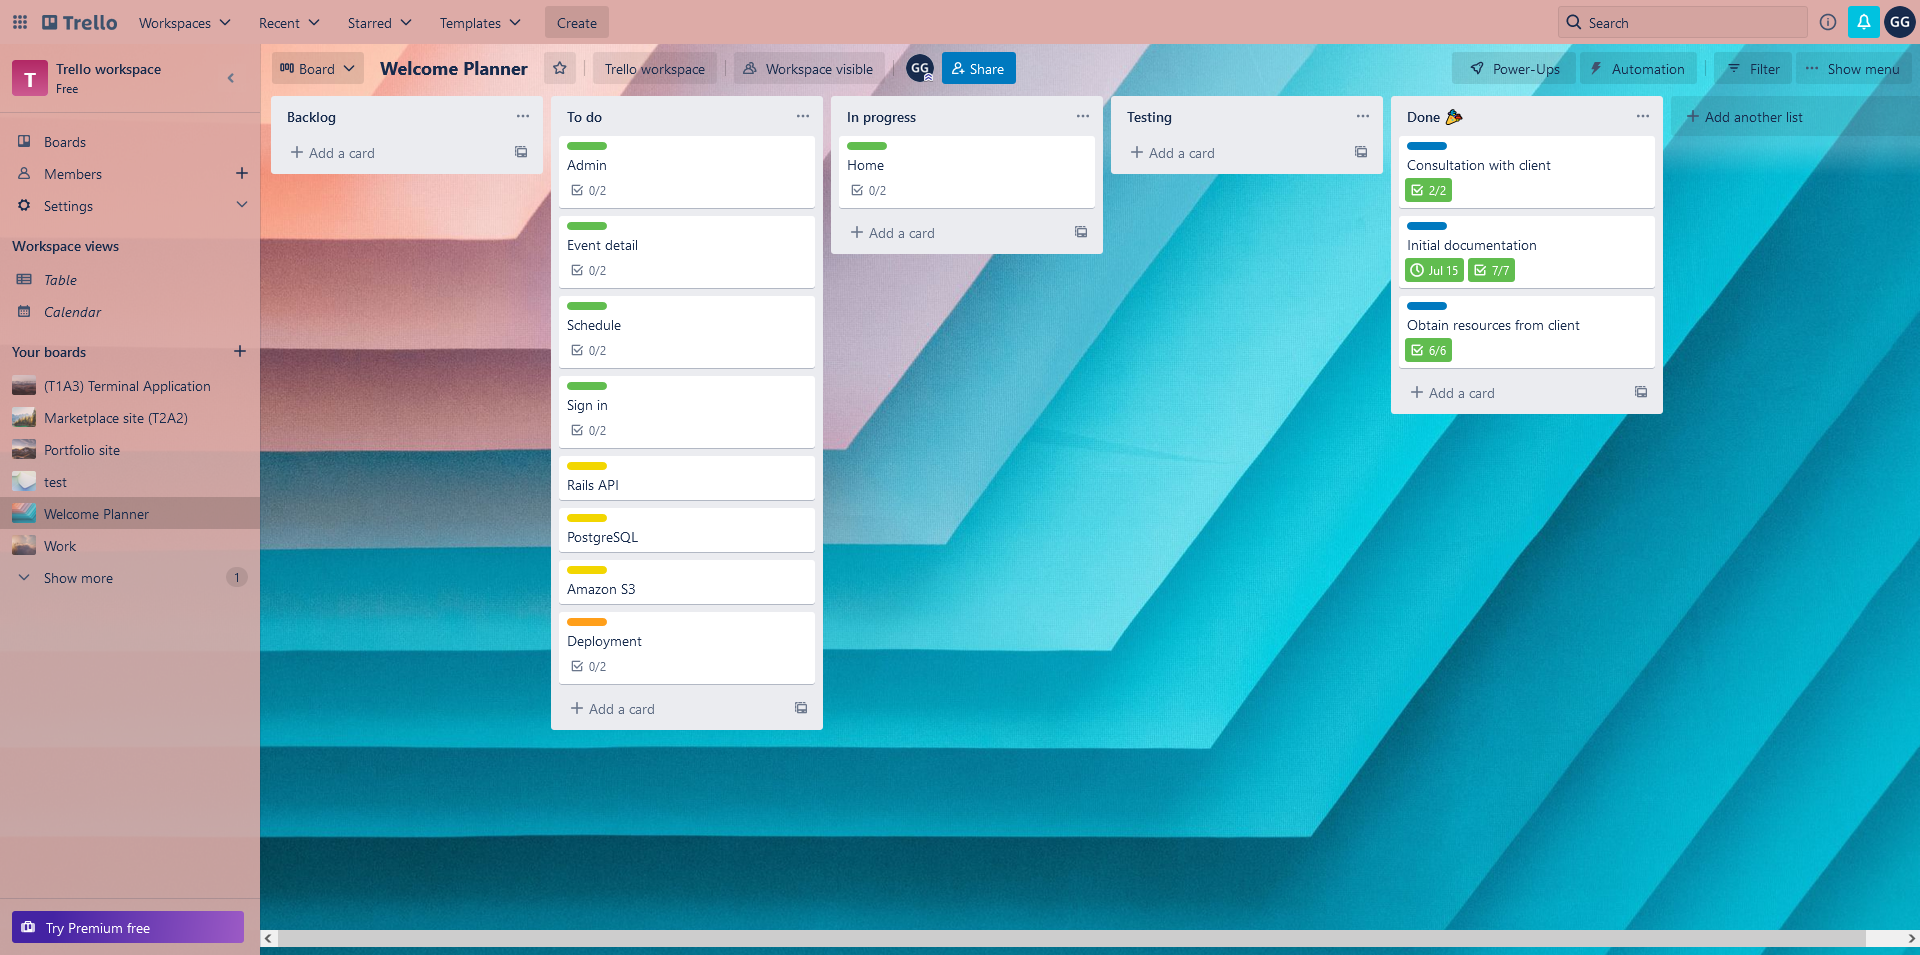 Trello
Workspaces
Recent
Starred
Templates
Create
Search
GG
T
Trello workspace
Free
Boards
Members
Settings
Workspace views
Table
Calendar
Your boards
(T1A3) Terminal Application
Marketplace site (T2A2)
Portfolio site
test
Welcome Planner
Work
Show more
1
Try Premium free
Board
Welcome Planner
Trello workspace
Workspace visible
GG
Share
Power-Ups
Automation
Filter
Show menu
Backlog
Add a card
To do
Admin
0/2
Event detail
0/2
Schedule
0/2
Sign in
0/2
Rails API
PostgreSQL
Amazon S3
Deployment
0/2
Add a card
In progress
Home
0/2
Add a card
Testing
Add a card
Done
Consultation with client
2/2
Initial documentation
Jul 15 7/7
Obtain resources from client
6/6
Add a card
Add another list